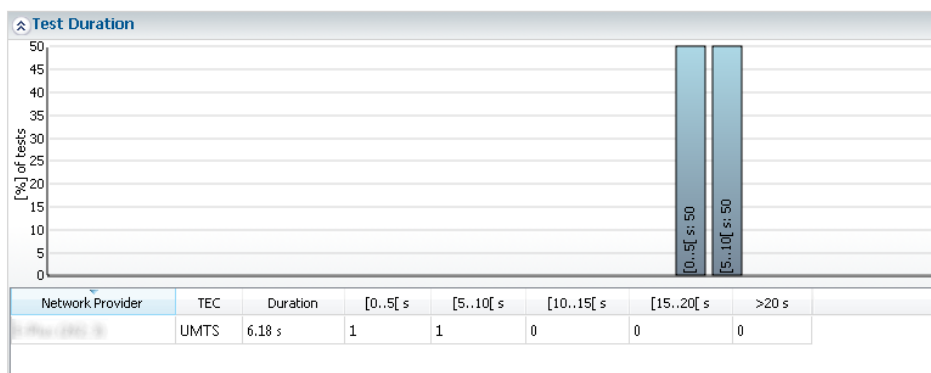 Test Duration
50
45
40
35
30
25
20
15
10
5
0
[%] of tests
[0..5[ s: 50
[5..10[ s: 50
Network Provider TEC Duration [0..5[ s [5..10[ s [10..15[ s [15..20[ s >20 s
UMTS 6.18 s 1 1 0 0 0